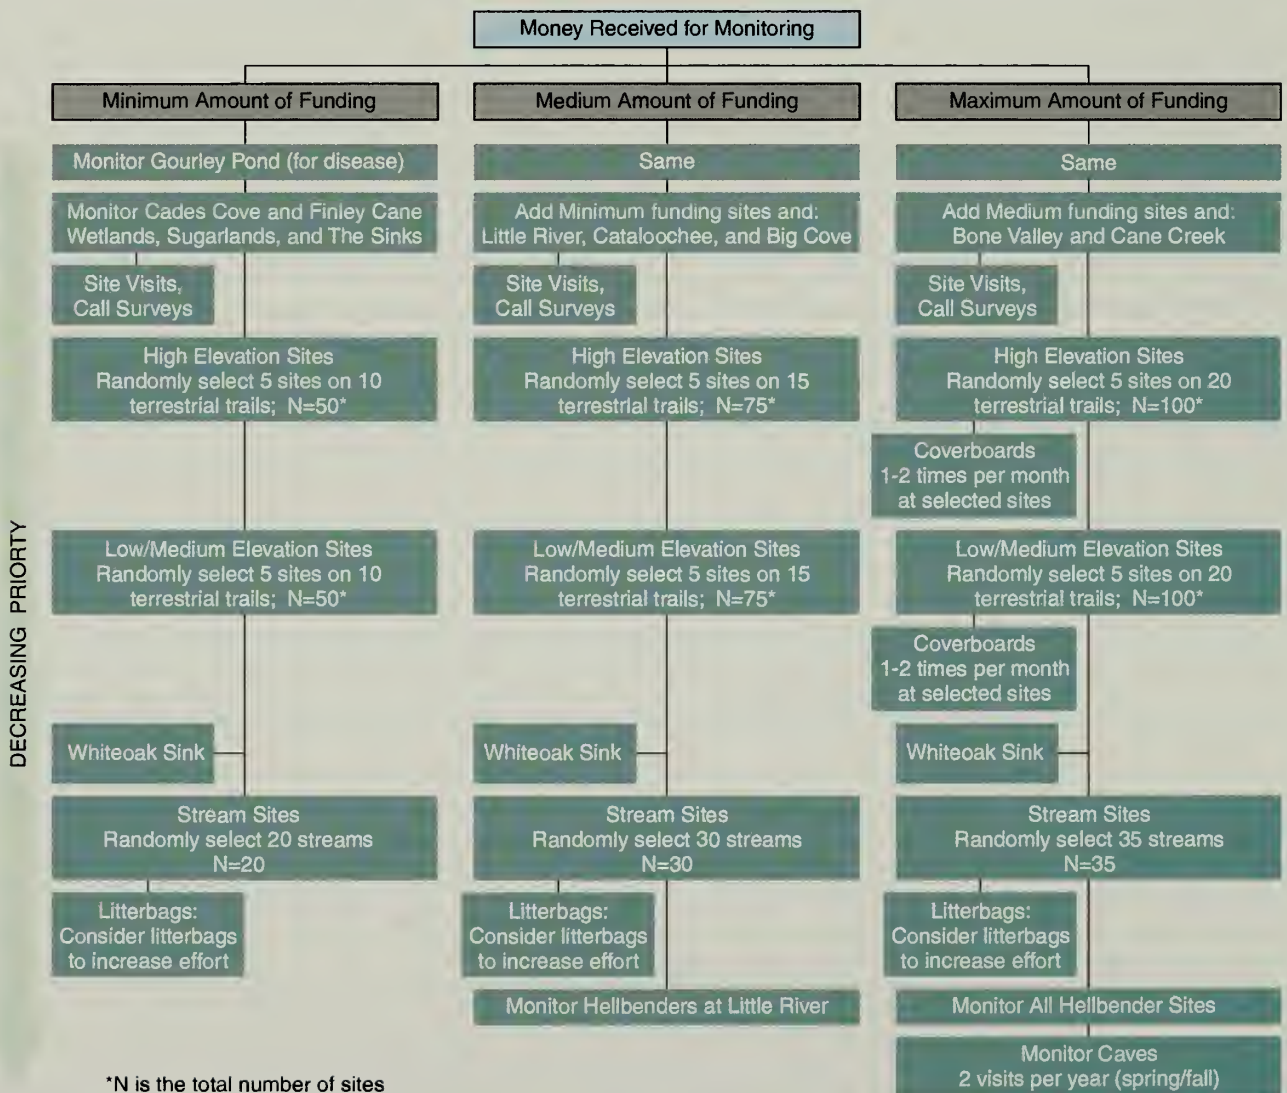 Money Received for Monitoring
Minimum Amount of Funding
Monitor Gourley Pond (for disease)
Monitor Cades Cove and Finley Cane
Wetlands, Sugarlands, and The Sinks
Site Visits,
Call Surveys
High Elevation Sites
Randomly select 5 sites on 10
terrestrial trails; N=50*
Low/Medium Elevation Sites
Randomly select 5 sites on 10
terrestrial trails; N=50*
Whiteoak Sink
Stream Sites
Randomly select 20 streams
N=20
Litterbags:
Consider litterbags
to increase effort
Medium Amount of Funding
Same
Add Minimum funding sites and:
Little River, Cataloochee, and Big Cove
Site Visits,
Call Surveys
High Elevation Sites
Randomly select 5 sites on 15
terrestrial trails; N=75*
Low/Medium Elevation Sites
Randomly select 5 sites on 15
terrestrial trails; N=75*
Whiteoak Sink
Stream Sites
Randomly select 30 streams
N=30
Litterbags:
Consider litterbags
to increase effort
Monitor Hellbenders at Little River
Maximum Amount of Funding
Same
Add Medium funding sites and:
Bone Valley and Cane Creek
Site Visits,
Call Surveys
High Elevation Sites
Randomly select 5 sites on 20
terrestrial trails; N=100*
Coverboards
1-2 times per month
at selected sites
Low/Medium Elevation Sites
Randomly select 5 sites on 20
terrestrial trails; N=100*
Coverboards
1-2 times per month
at selected sites
Whiteoak Sink
Stream Sites
Randomly select 35 streams
N=35
Litterbags:
Consider litterbags
to increase effort
Monitor All Hellbender Sites
Monitor Caves
2 visits per year (spring/fall)
DECREASING PRIORTY
*N is the total number of sites